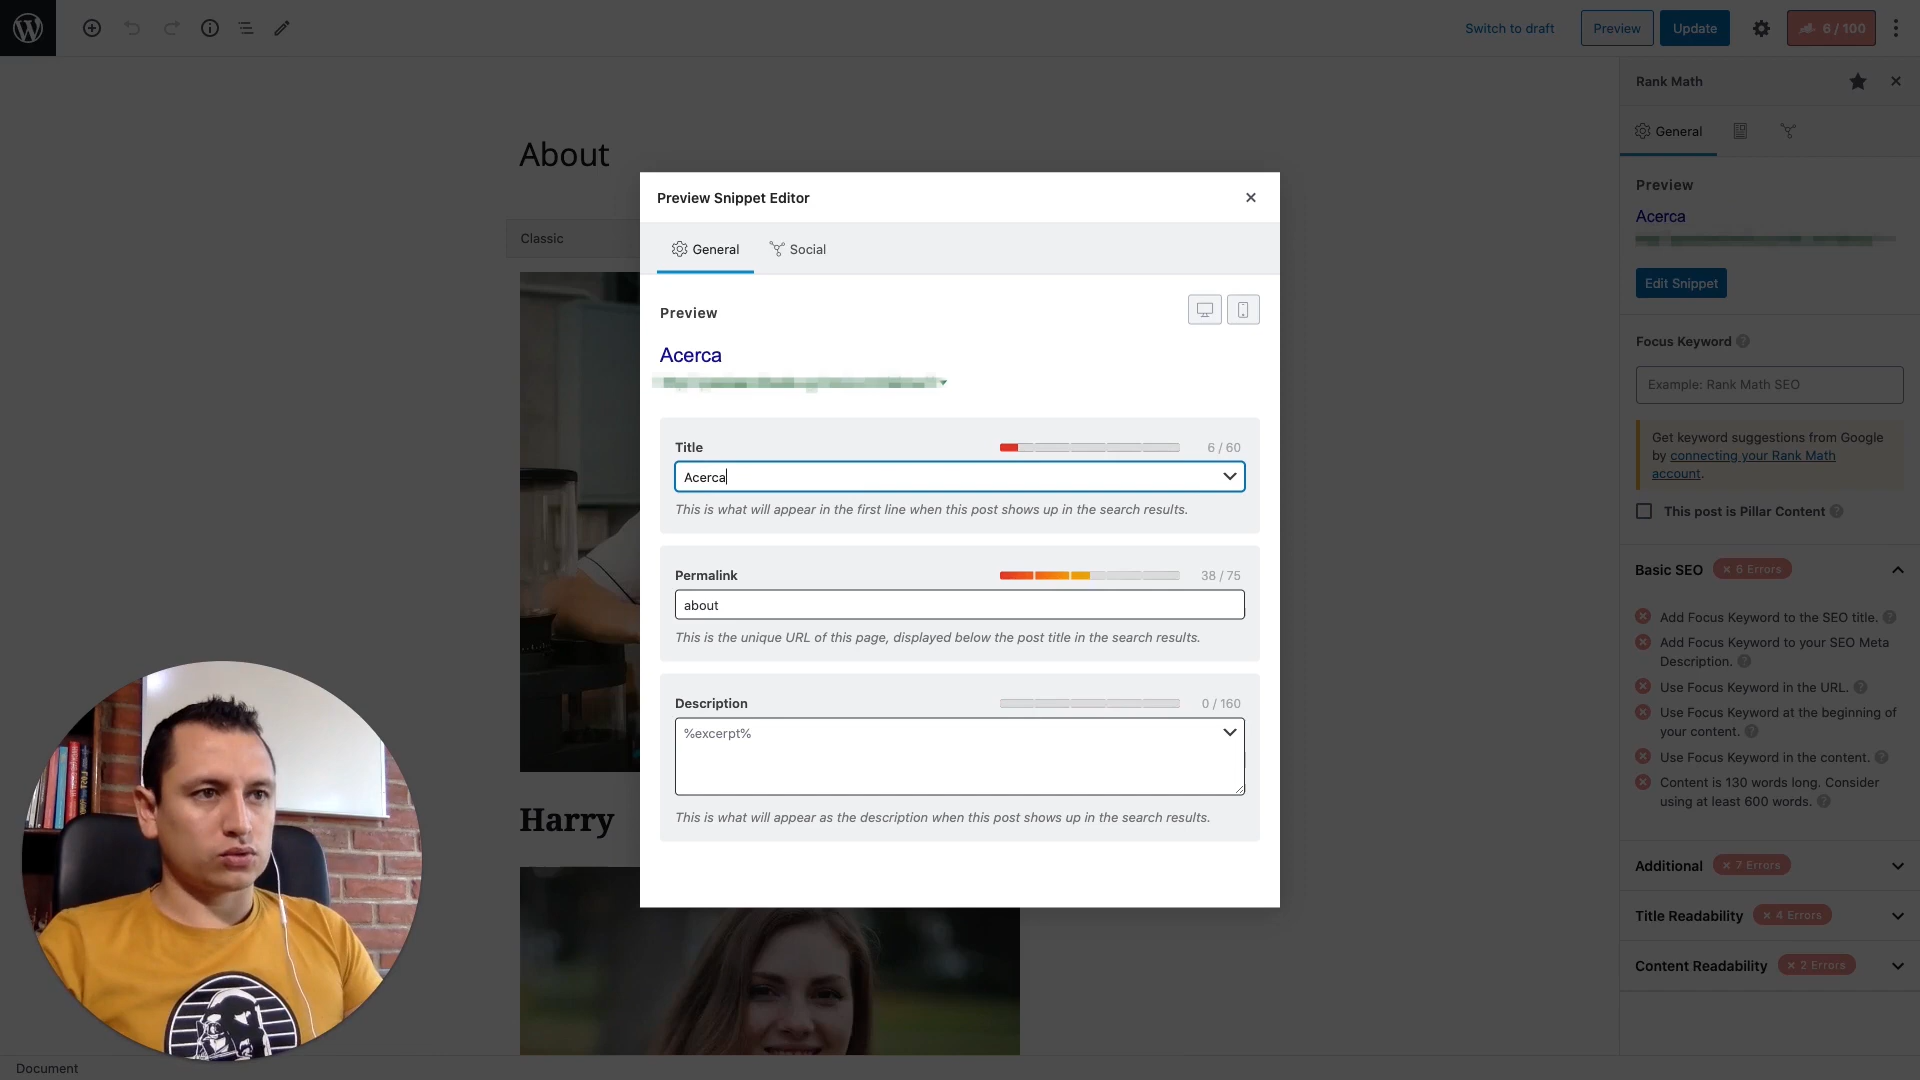 Switch to draft
Preview
Update
6 / 100
Rank Math
General
Preview
Acerca
Edit Snippet
Focus Keyword
Example: Rank Math SEO
Get keyword suggestions from Google
by connecting your Rank Math
account.
This post is Pillar Content
Basic SEO
× 6 Errors
Add Focus Keyword to the SEO title.
Add Focus Keyword to your SEO Meta
Description.
Use Focus Keyword in the URL.
Use Focus Keyword at the beginning of
your content.
Use Focus Keyword in the content.
Content is 130 words long. Consider
using at least 600 words.
Additional
× 7 Errors
Title Readability
× 4 Errors
Content Readability
× 2 Errors
About
Classic
Harry
Preview Snippet Editor
General
Social
Preview
Acerca
Title
6 / 60
Acerca
This is what will appear in the first line when this post shows up in the search results.
Permalink
38 / 75
about
This is the unique URL of this page, displayed below the post title in the search results.
Description
0 / 160
%excerpt%
This is what will appear as the description when this post shows up in the search results.
Document